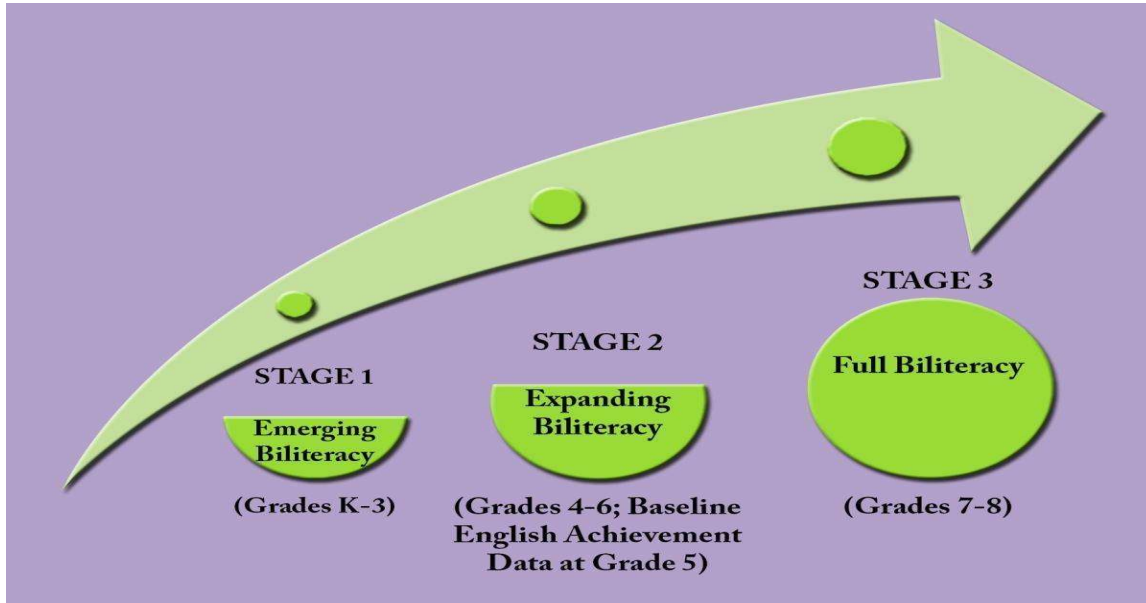 STAGE 1
Emerging
Biliteracy
(Grades K-3)
STAGE 2
Expanding
Biliteracy
(Grades 4-6; Baseline
English Achievement
Data at Grade 5)
STAGE 3
Full Biliteracy
(Grades 7-8)